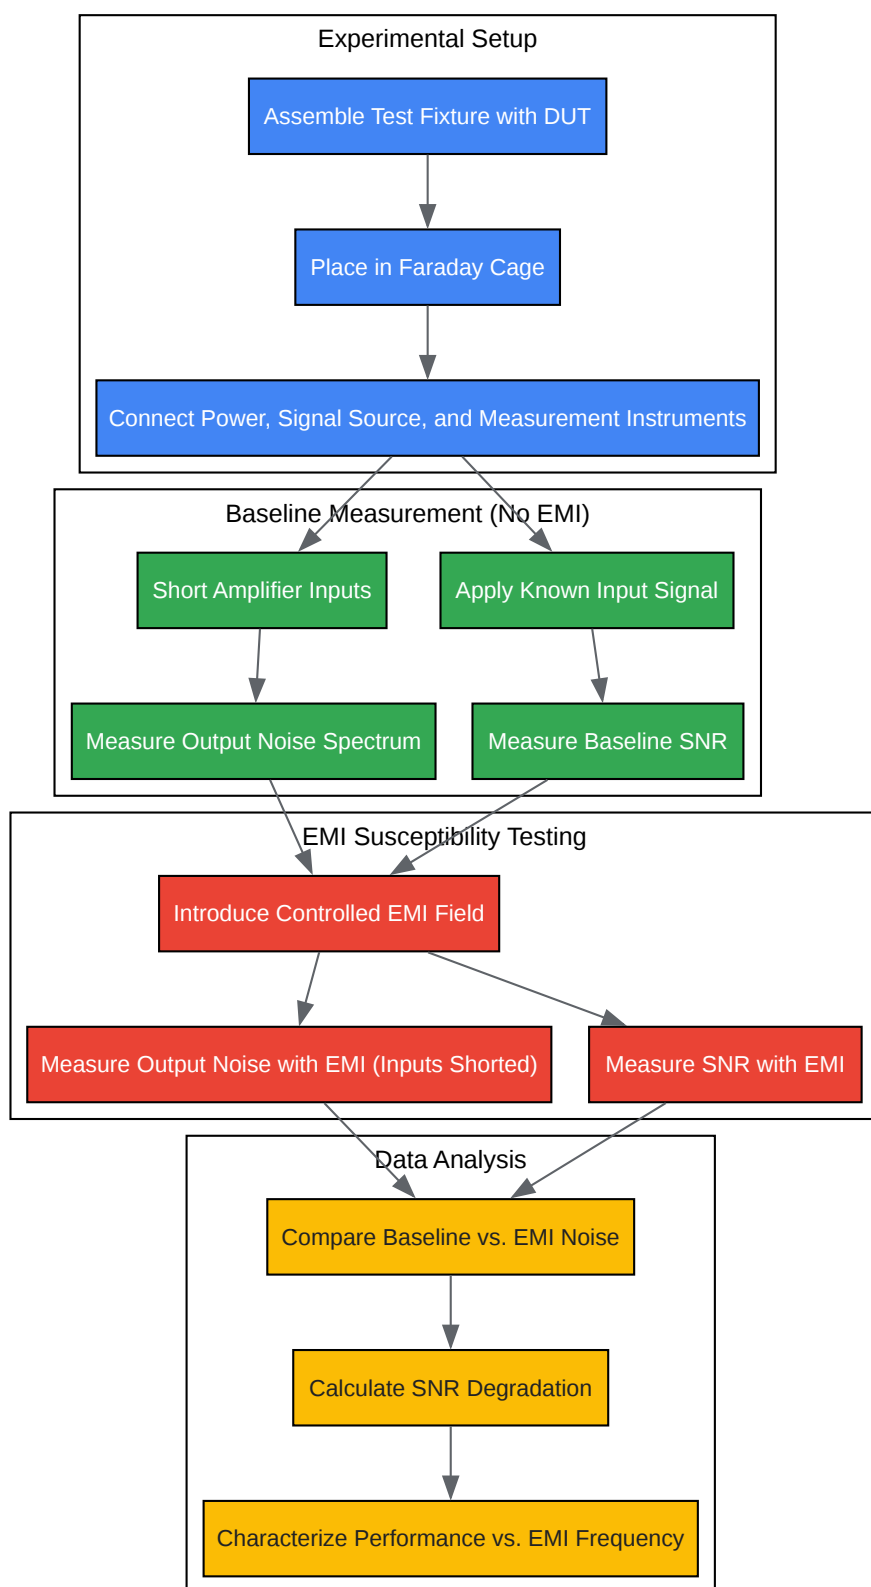 Experimental Setup
Assemble Test Fixture with DUT
Place in Faraday Cage
Connect Power, Signal Source, and Measurement Instruments
Baseline Measurement (No EMI)
Short Amplifier Inputs
Apply Known Input Signal
Measure Output Noise Spectrum
Measure Baseline SNR
EMI Susceptibility Testing
Introduce Controlled EMI Field
Measure Output Noise with EMI (Inputs Shorted)
Measure SNR with EMI
Data Analysis
Compare Baseline vs. EMI Noise
Calculate SNR Degradation
Characterize Performance vs. EMI Frequency